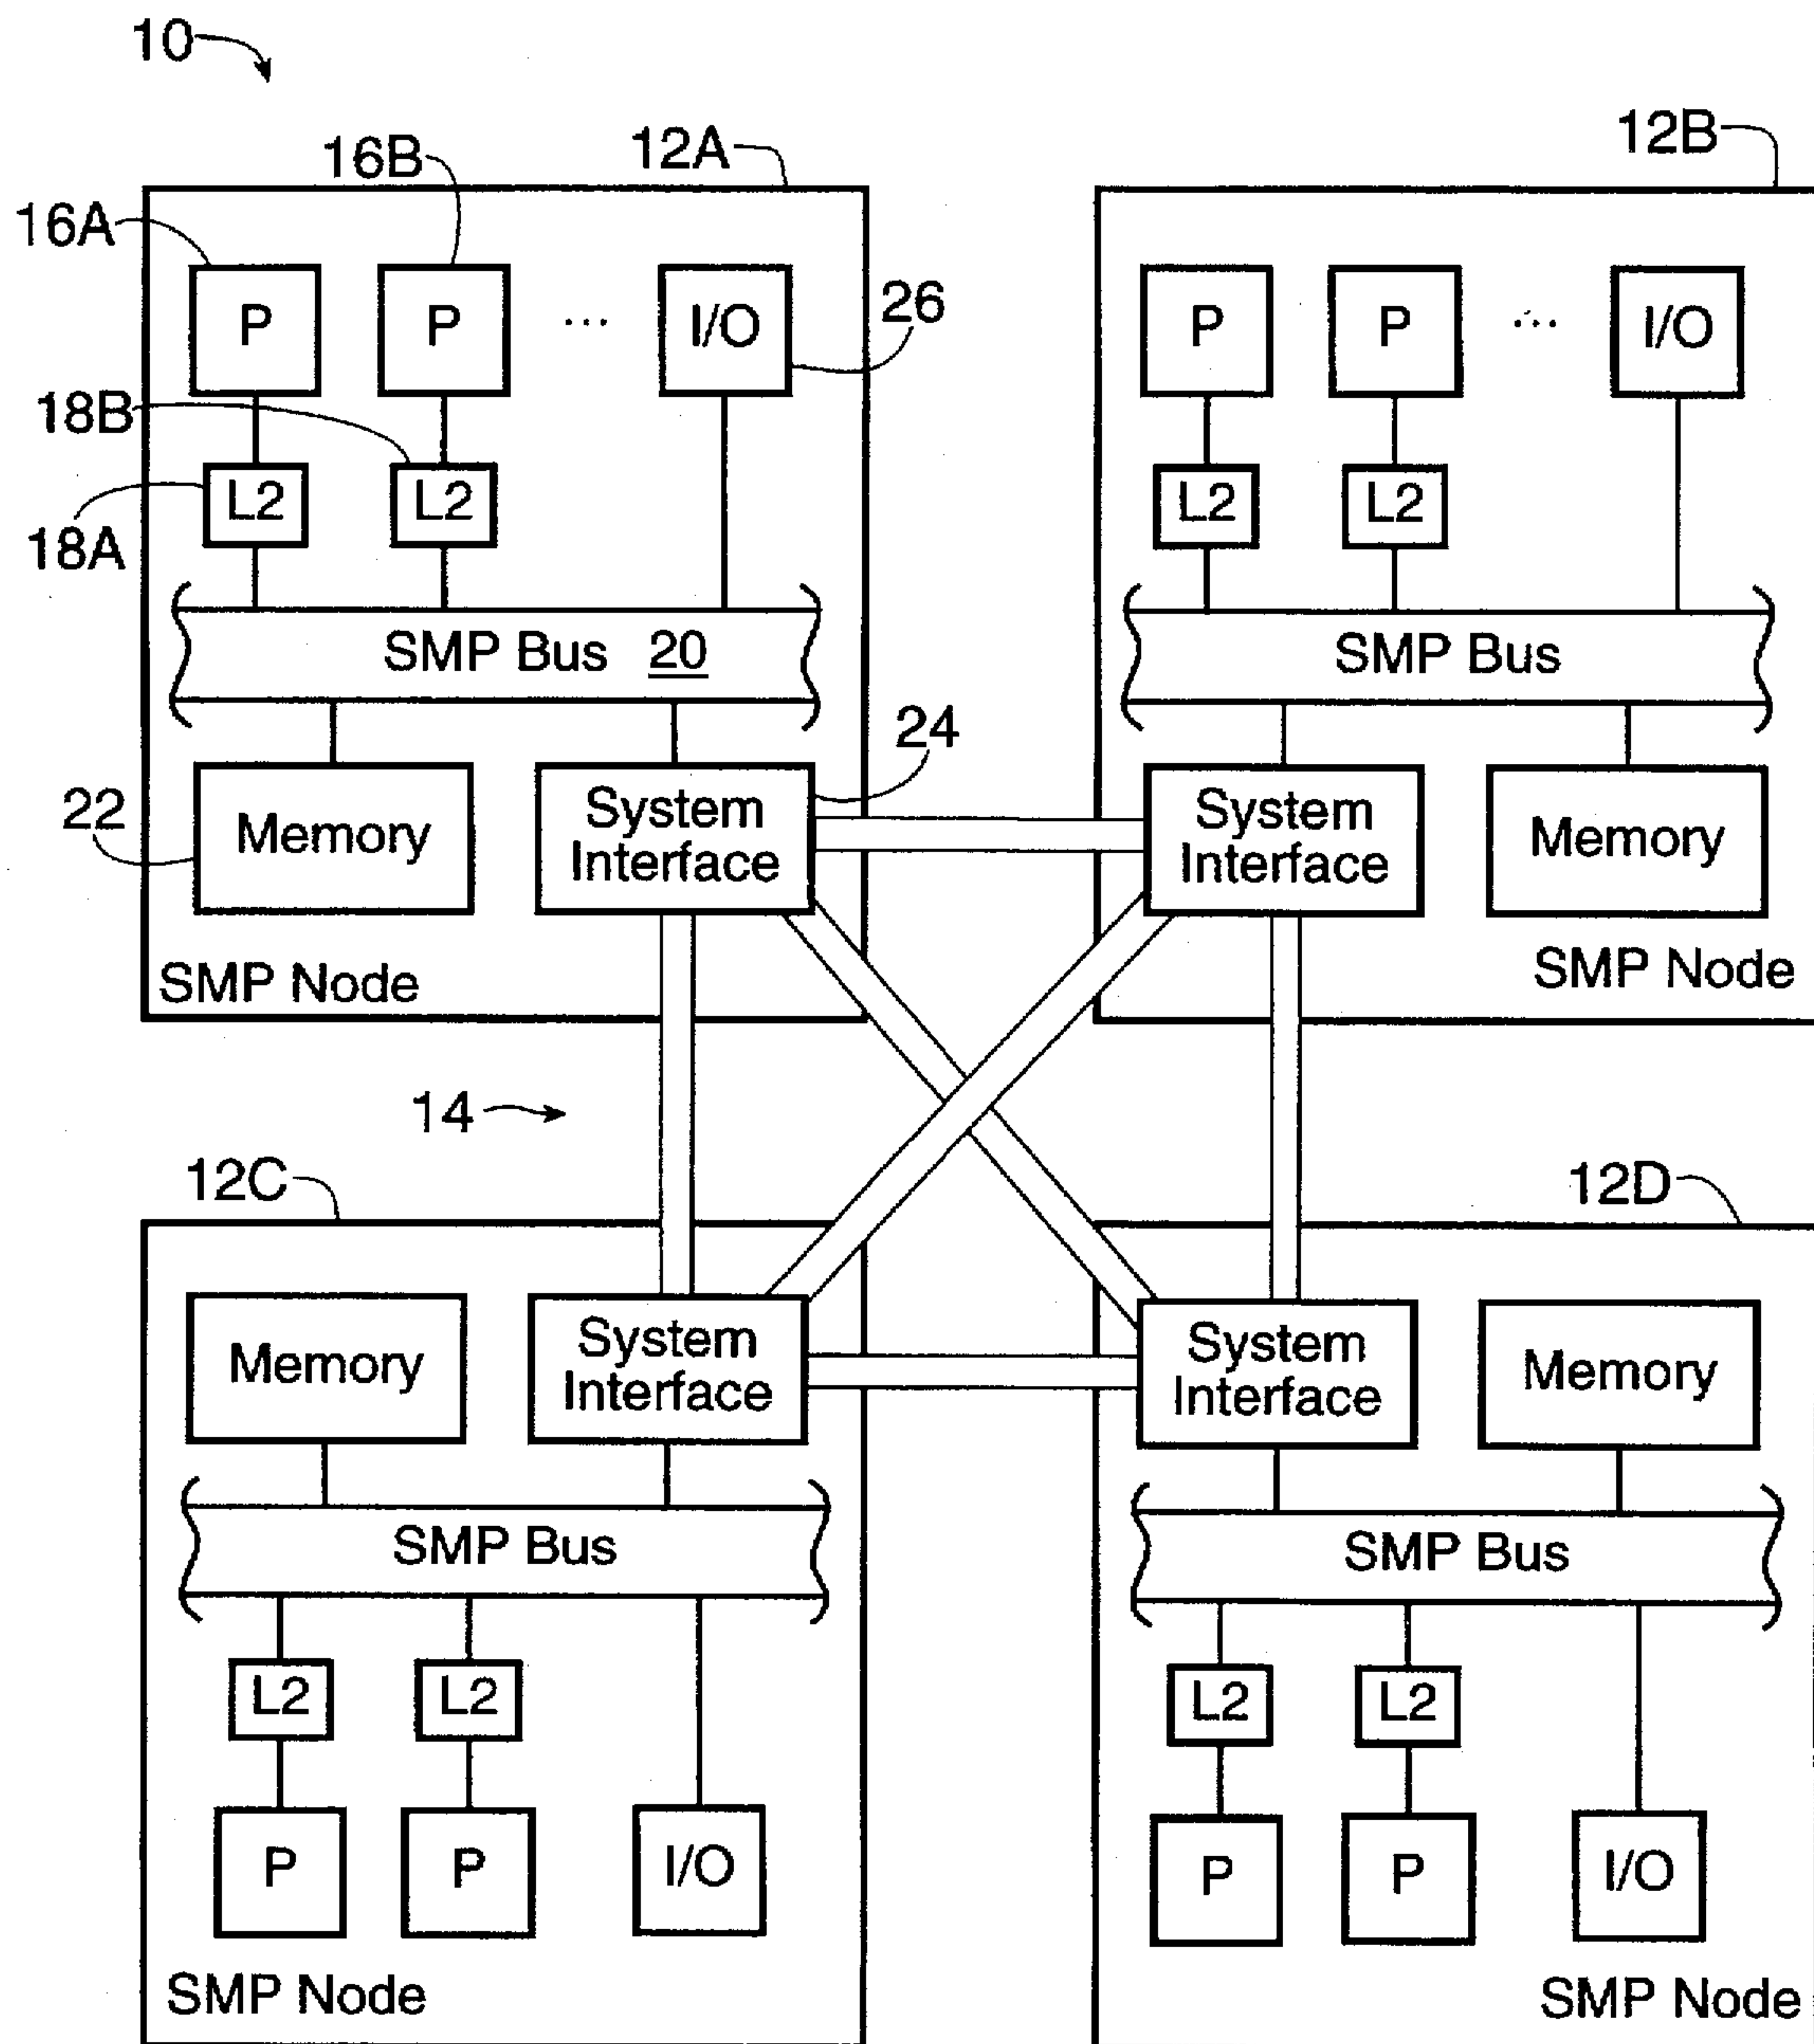 10
12A
12B
16B
16A
P
P
...
I/O
26
18B
L2
L2
18A
SMP Bus 20
24
22
Memory
System
Interface
SMP Node
P
P
...
I/O
L2
L2
SMP Bus
System
Interface
Memory
SMP Node
14
12C
12D
Memory
System
Interface
SMP Bus
L2
L2
P
P
I/O
SMP Node
System
Interface
Memory
SMP Bus
L2
L2
P
P
I/O
SMP Node